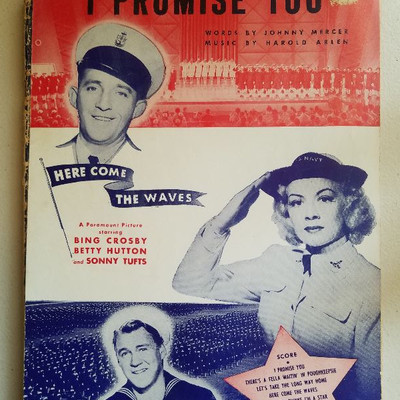 I PROMISE YOU
WORDS BY JOHNNY MERCER
MUSIC BY HAROLD ARLEN
HERE COME
THE WAVES
A Paramount Picture
starring
BING CROSBY
BETTY HUTTON
and SONNY TUFTS
U.S. NAVY
SCORE
I PROMISE YOU
THERE'S A FELLA WAITIN' IN POUGHKEEPSIE
LET'S TAKE THE LONG WAY HOME
HERE COME THE WAVES
I'M A STAR